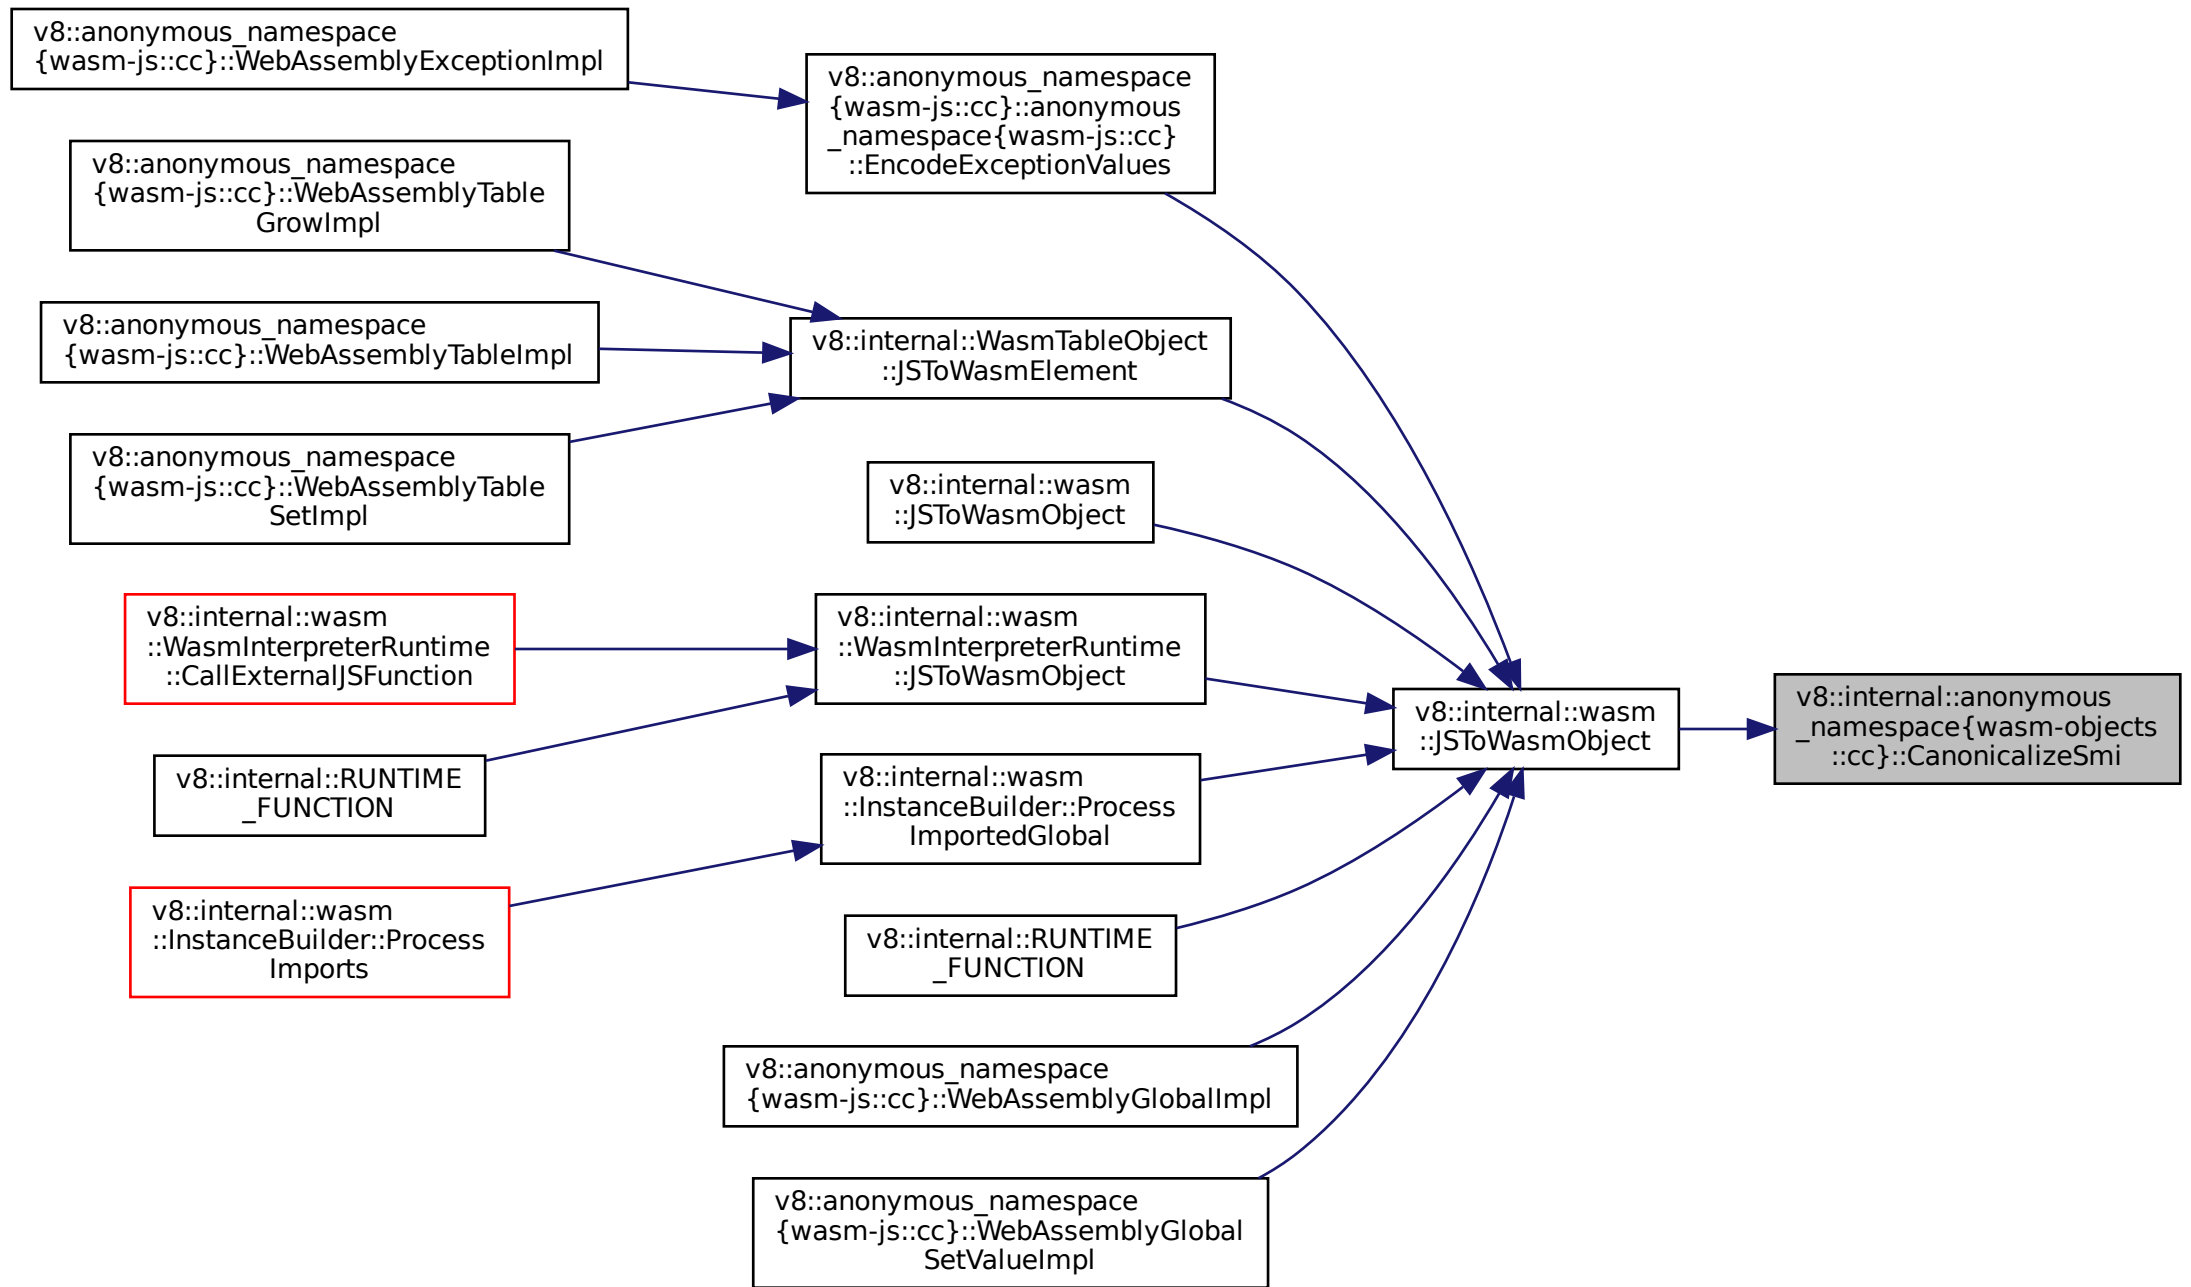 v8::anonymous_namespace
{wasm-js::cc}::WebAssemblyExceptionImpl
v8::anonymous_namespace
{wasm-js::cc}::anonymous
_namespace{wasm-js::cc}
::EncodeExceptionValues
v8::anonymous_namespace
{wasm-js::cc}::WebAssemblyTable
GrowImpl
v8::anonymous_namespace
{wasm-js::cc}::WebAssemblyTableImpl
v8::internal::WasmTableObject
::JSToWasmElement
v8::anonymous_namespace
{wasm-js::cc}::WebAssemblyTable
SetImpl
v8::internal::wasm
::JSToWasmObject
v8::internal::wasm
::WasmInterpreterRuntime
::CallExternalJSFunction
v8::internal::wasm
::WasmInterpreterRuntime
::JSToWasmObject
v8::internal::wasm
::JSToWasmObject
v8::internal::anonymous
_namespace{wasm-objects
::cc}::CanonicalizeSmi
v8::internal::RUNTIME
_FUNCTION
v8::internal::wasm
::InstanceBuilder::Process
ImportedGlobal
v8::internal::wasm
::InstanceBuilder::Process
Imports
v8::internal::RUNTIME
_FUNCTION
v8::anonymous_namespace
{wasm-js::cc}::WebAssemblyGlobalImpl
v8::anonymous_namespace
{wasm-js::cc}::WebAssemblyGlobal
SetValueImpl